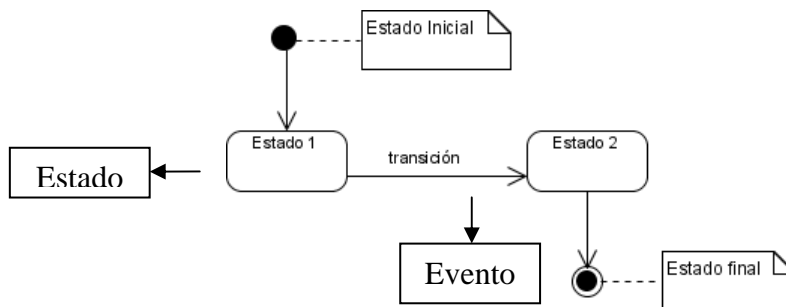 Estado Inicial
Estado 1
transición
Estado 2
Estado
Evento
Estado final